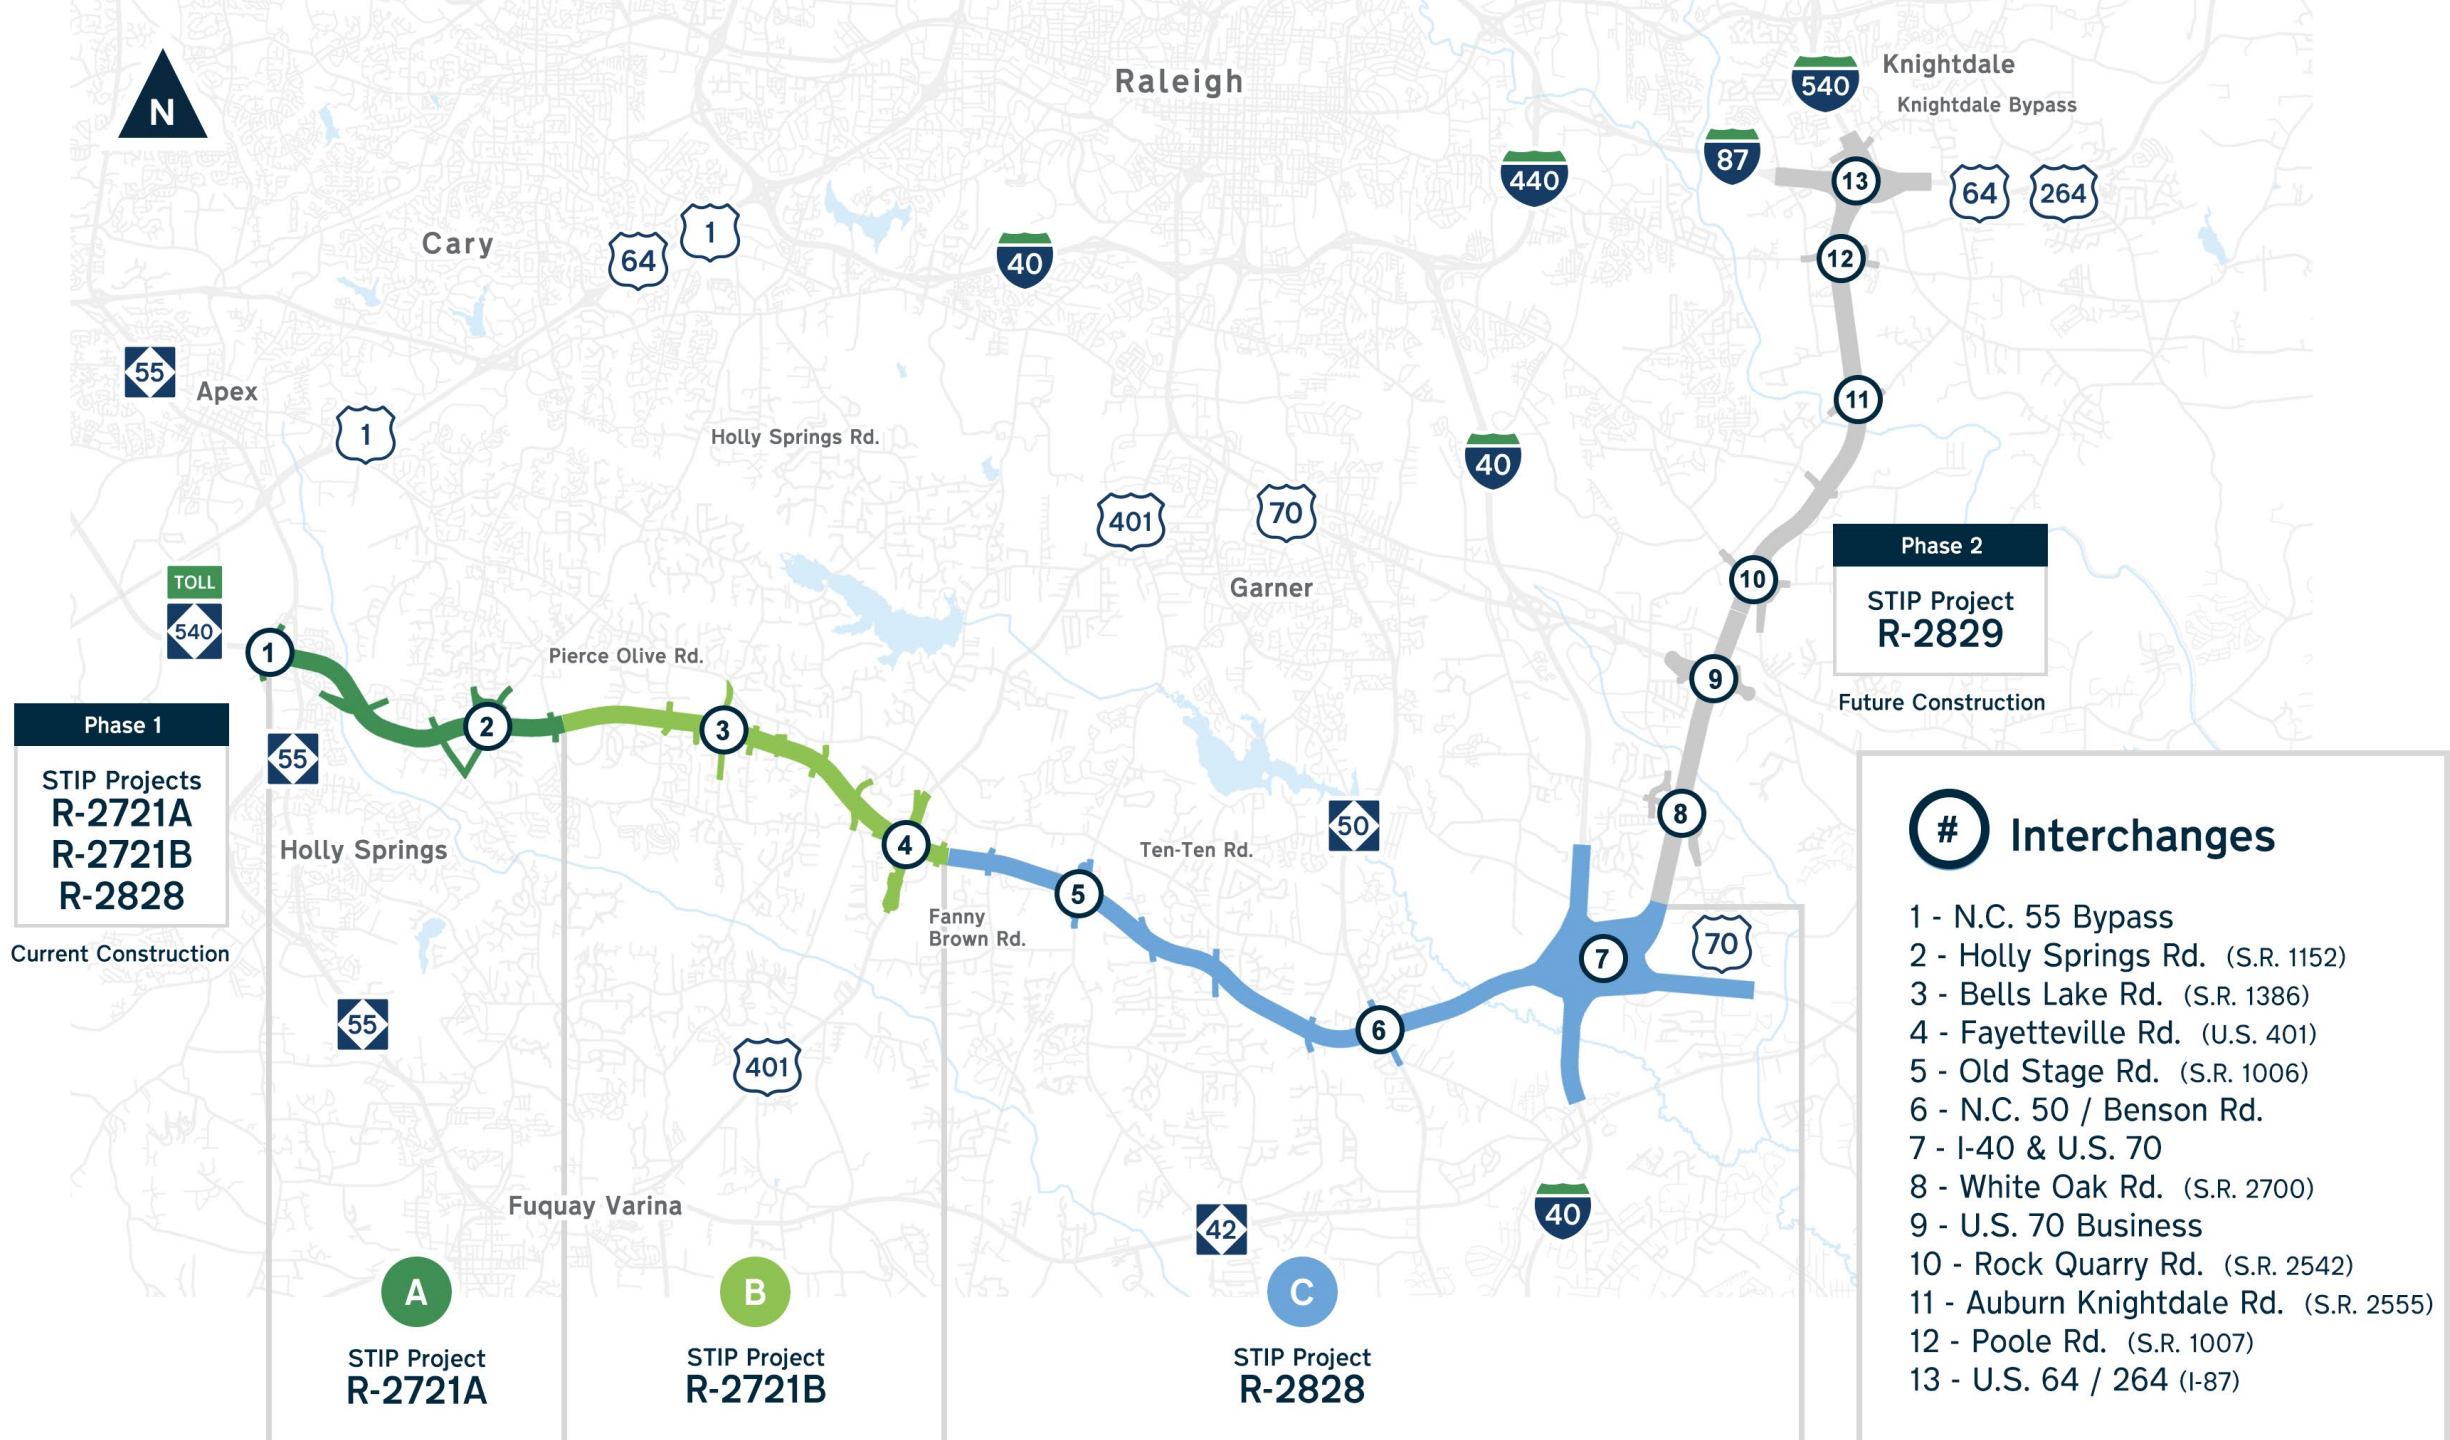 N
Raleigh
540
Knightdale
Knightdale Bypass
87
13
64
264
440
12
Cary
64
1
40
55
Apex
1
Holly Springs Rd.
11
40
401
70
Garner
TOLL
540
1
Pierce Olive Rd.
10
9
Phase 2
STIP Project
R-2829
Future Construction
Phase 1
STIP Projects
R-2721A
R-2721B
R-2828
Current Construction
55
2
3
4
Holly Springs
Ten-Ten Rd.
50
8
5
Fanny
Brown Rd.
7
70
55
401
6
Fuquay Varina
42
40
A
STIP Project
R-2721A
B
STIP Project
R-2721B
C
STIP Project
R-2828
# Interchanges
1 - N.C. 55 Bypass
2 - Holly Springs Rd. (S.R. 1152)
3 - Bells Lake Rd. (S.R. 1386)
4 - Fayetteville Rd. (U.S. 401)
5 - Old Stage Rd. (S.R. 1006)
6 - N.C. 50 / Benson Rd.
7 - I-40 & U.S. 70
8 - White Oak Rd. (S.R. 2700)
9 - U.S. 70 Business
10 - Rock Quarry Rd. (S.R. 2542)
11 - Auburn Knightdale Rd. (S.R. 2555)
12 - Poole Rd. (S.R. 1007)
13 - U.S. 64 / 264 (I-87)